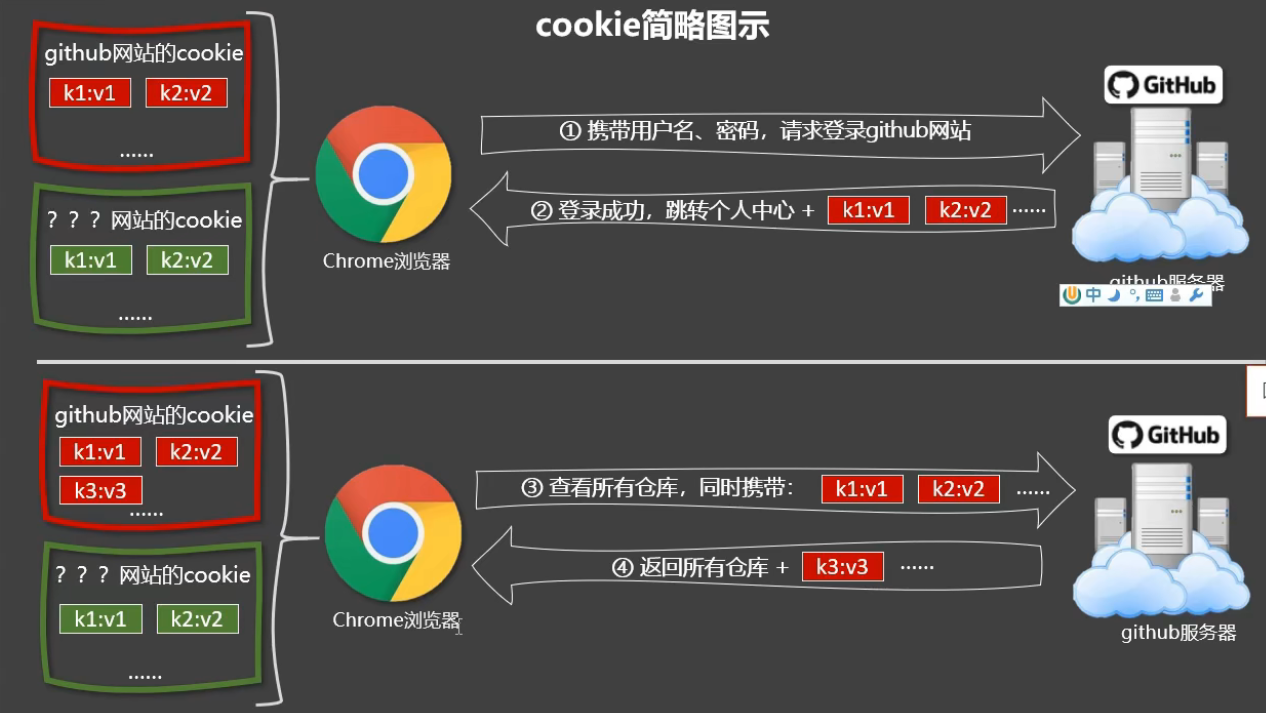 cookie简略图示
github网站的cookie
k1:v1 k2:v2
......
? ? ? 网站的cookie
k1:v1 k2:v2
......
Chrome浏览器
① 携带用户名、密码，请求登录github网站
② 登录成功，跳转个人中心 + k1:v1 k2:v2 ......
GitHub
github服务器
中
github网站的cookie
k1:v1 k2:v2
k3:v3
......
? ? ? 网站的cookie
k1:v1 k2:v2
......
Chrome浏览器
③ 查看所有仓库，同时携带： k1:v1 k2:v2 ......
④ 返回所有仓库 + k3:v3 ......
GitHub
github服务器